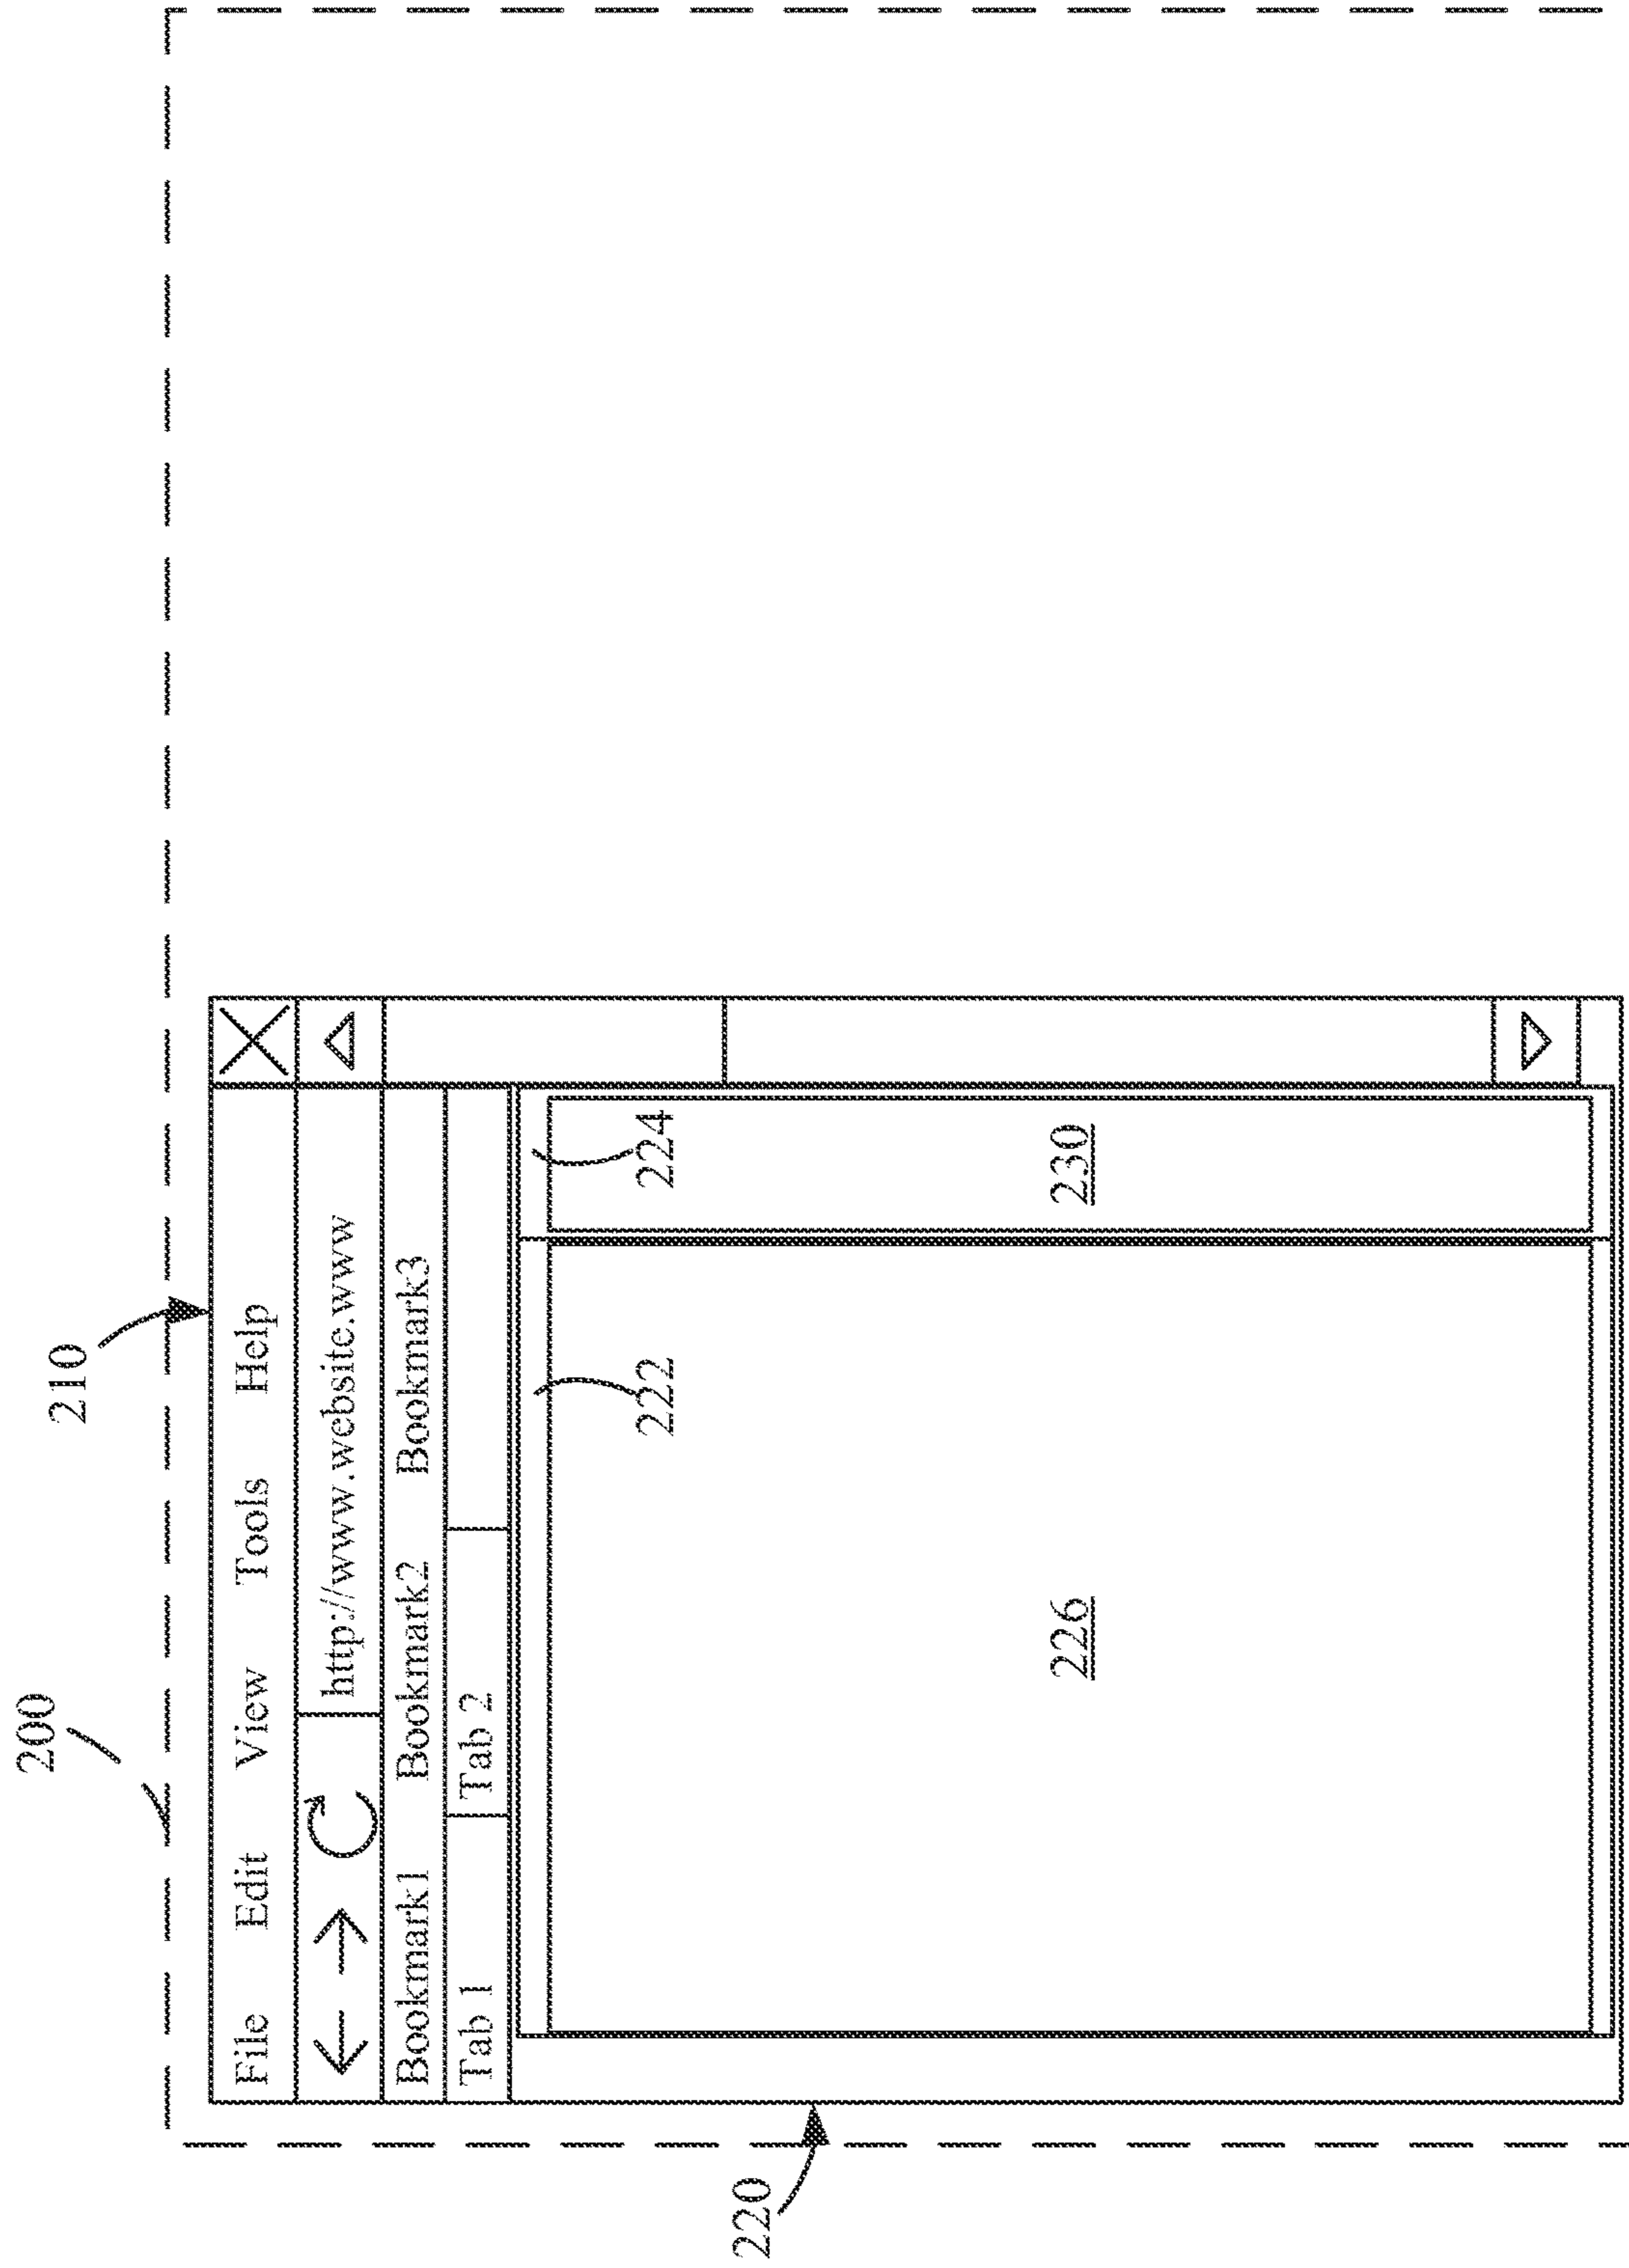 200
210
File Edit View Tools Help
http://www.website.www
Bookmark1 Bookmark2 Bookmark3
Tab 1 Tab 2
222
224
220
226
230